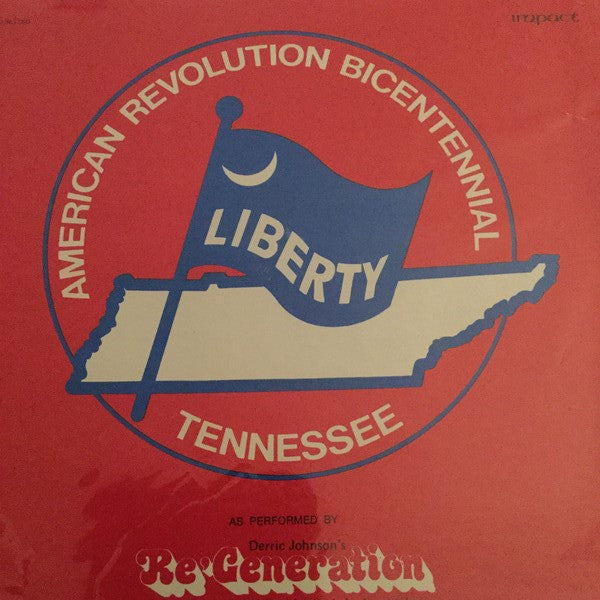 impact
AMERICAN REVOLUTION BICENTENNIAL
LIBERTY
TENNESSEE
AS PERFORMED BY
Derric Johnson's
Re'Generation